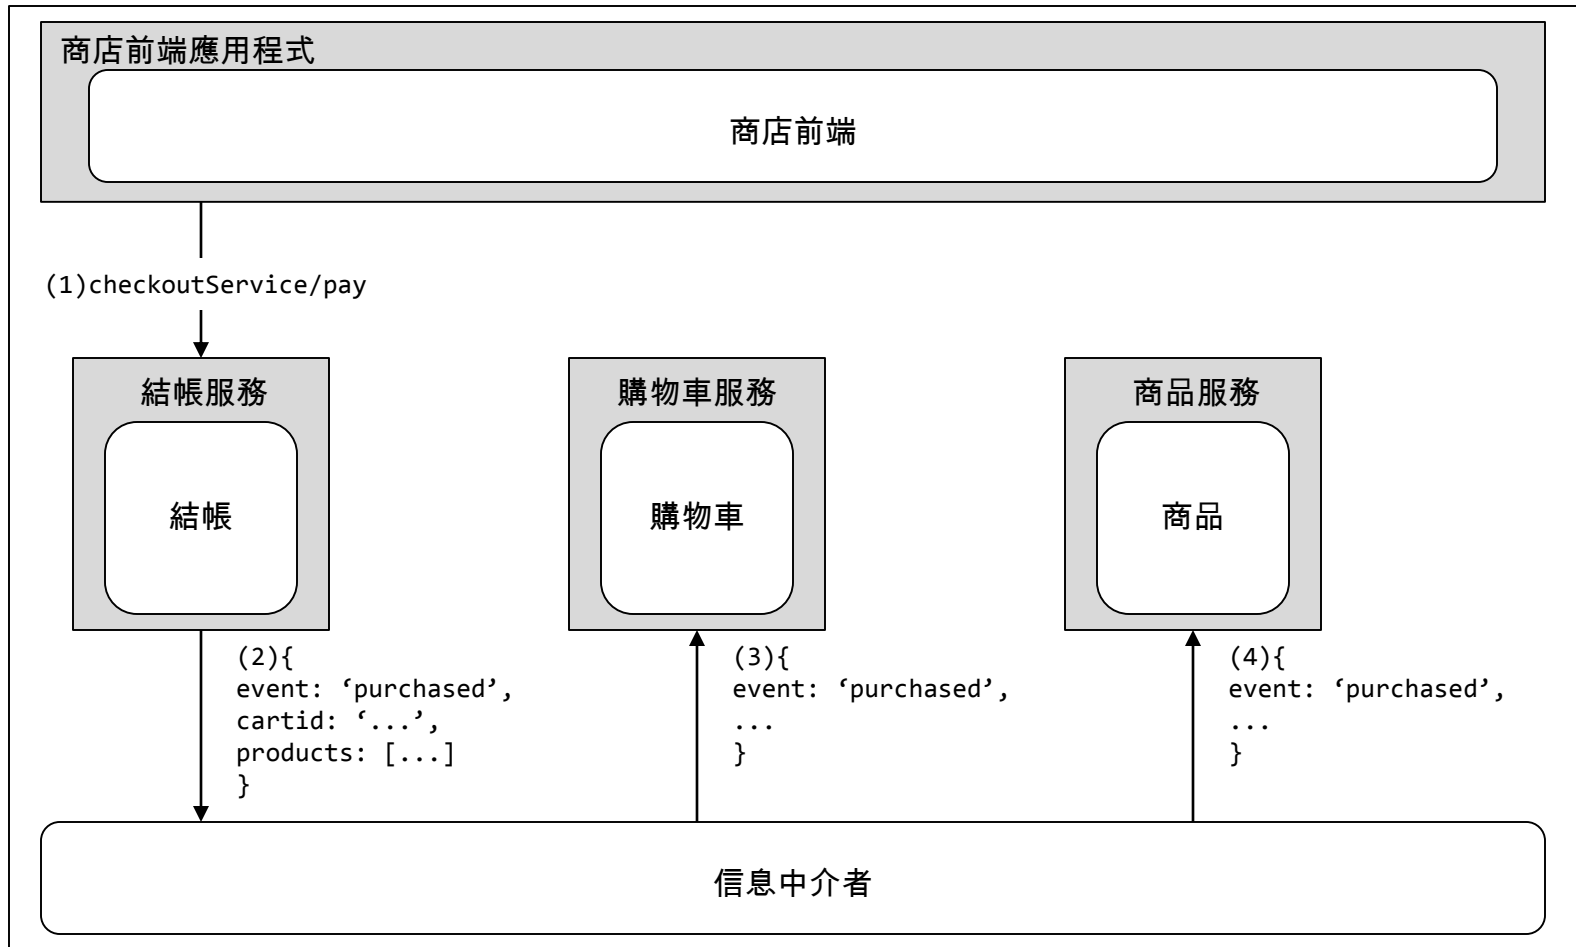 商店前端應用程式
商店前端
(1)checkoutService/pay
結帳服務
結帳
購物車服務
購物車
商品服務
商品
(2){
event: ‘purchased’,
cartid: ‘...’,
products: [...]
}
(3){
event: ‘purchased’,
...
}
(4){
event: ‘purchased’,
...
}
信息中介者